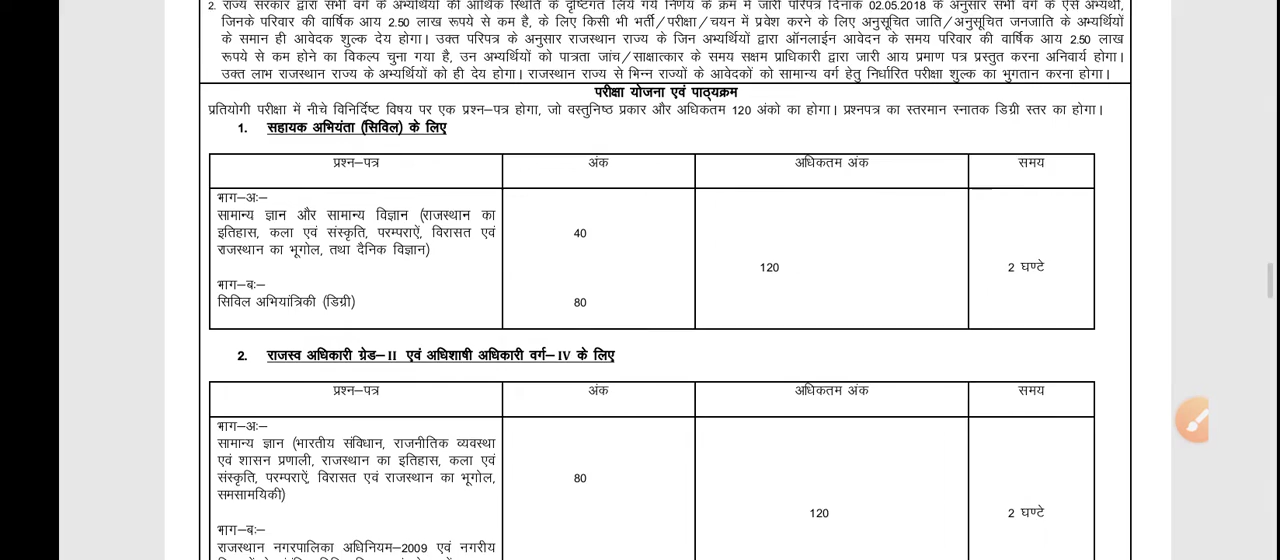 2. राज्य सरकार द्वारा सभी वर्ग के अभ्यर्थियों की आर्थिक स्थिति के दृष्टिगत लिये गये निर्णय के क्रम में जारी परिपत्र दिनांक 02.05.2018 के अनुसार सभी वर्ग के ऐसे अभ्यर्थी,
जिनके परिवार की वार्षिक आय 2.50 लाख रूपये से कम है, के लिए किसी भी भर्ती/परीक्षा/चयन में प्रवेश करने के लिए अनुसूचित जाति/अनुसूचित जनजाति के अभ्यर्थियों
के समान ही आवेदक शुल्क देय होगा। उक्त परिपत्र के अनुसार राजस्थान राज्य के जिन अभ्यर्थियों द्वारा ऑनलाईन आवेदन के समय परिवार की वार्षिक आय 2.50 लाख
रूपये से कम होने का विकल्प चुना गया है, उन अभ्यर्थियों को पात्रता जांच/साक्षात्कार के समय सक्षम प्राधिकारी द्वारा जारी आय प्रमाण पत्र प्रस्तुत करना अनिवार्य होगा।
उक्त लाभ राजस्थान राज्य के अभ्यर्थियों को ही देय होगा। राजस्थान राज्य से भिन्न राज्यों के आवेदकों को सामान्य वर्ग हेतु निर्धारित परीक्षा शुल्क का भुगतान करना होगा।
परीक्षा योजना एवं पाठ्यक्रम
प्रतियोगी परीक्षा में नीचे विनिर्दिष्ट विषय पर एक प्रश्न–पत्र होगा, जो वस्तुनिष्ठ प्रकार और अधिकतम 120 अंको का होगा। प्रश्नपत्र का स्तरमान स्नातक डिग्री स्तर का होगा।
1. सहायक अभियंता (सिविल) के लिए
प्रश्न–पत्र अंक अधिकतम अंक समय
भाग–अः–
सामान्य ज्ञान और सामान्य विज्ञान (राजस्थान का
इतिहास, कला एवं संस्कृति, परम्पराऐं, विरासत एवं 40
राजस्थान का भूगोल, तथा दैनिक विज्ञान)
120 2 घण्टे
भाग–बः–
सिविल अभियांत्रिकी (डिग्री) 80
2. राजस्व अधिकारी ग्रेड–II एवं अधिशाषी अधिकारी वर्ग–IV के लिए
प्रश्न–पत्र अंक अधिकतम अंक समय
भाग–अः–
सामान्य ज्ञान (भारतीय संविधान, राजनीतिक व्यवस्था
एवं शासन प्रणाली, राजस्थान का इतिहास, कला एवं
संस्कृति, परम्पराऐं, विरासत एवं राजस्थान का भूगोल, 80
समसामयिकी)
120 2 घण्टे
भाग–बः–
राजस्थान नगरपालिका अधिनियम–2009 एवं नगरीय